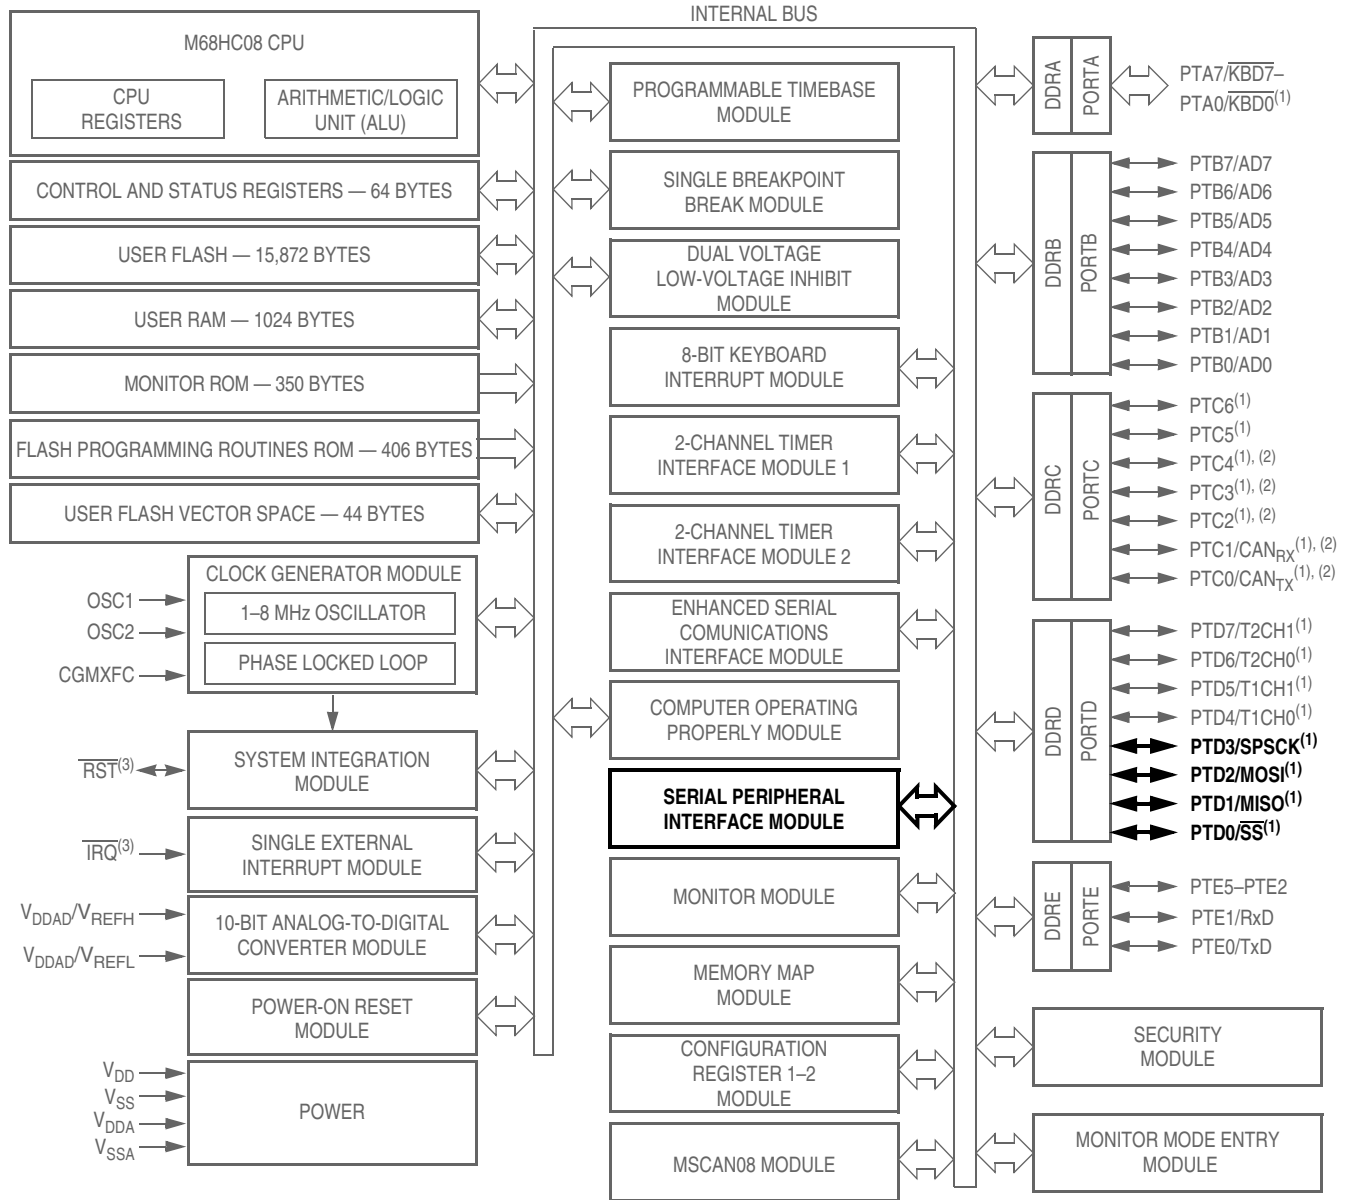 INTERNAL BUS
M68HC08 CPU
CPU
REGISTERS
ARITHMETIC/LOGIC
UNIT (ALU)
CONTROL AND STATUS REGISTERS — 64 BYTES
USER FLASH — 15,872 BYTES
USER RAM — 1024 BYTES
MONITOR ROM — 350 BYTES
FLASH PROGRAMMING ROUTINES ROM — 406 BYTES
USER FLASH VECTOR SPACE — 44 BYTES
CLOCK GENERATOR MODULE
1–8 MHz OSCILLATOR
PHASE LOCKED LOOP
OSC1
OSC2
CGMXFC
SYSTEM INTEGRATION
MODULE
RST(3)
SINGLE EXTERNAL
INTERRUPT MODULE
IRQ(3)
10-BIT ANALOG-TO-DIGITAL
CONVERTER MODULE
VDDAD/VREFH
VDDAD/VREFL
POWER-ON RESET
MODULE
POWER
VDD
VSS
VDDA
VSSA
PROGRAMMABLE TIMEBASE
MODULE
SINGLE BREAKPOINT
BREAK MODULE
DUAL VOLTAGE
LOW-VOLTAGE INHIBIT
MODULE
8-BIT KEYBOARD
INTERRUPT MODULE
2-CHANNEL TIMER
INTERFACE MODULE 1
2-CHANNEL TIMER
INTERFACE MODULE 2
ENHANCED SERIAL
COMUNICATIONS
INTERFACE MODULE
COMPUTER OPERATING
PROPERLY MODULE
SERIAL PERIPHERAL
INTERFACE MODULE
MONITOR MODULE
MEMORY MAP
MODULE
CONFIGURATION
REGISTER 1–2
MODULE
MSCAN08 MODULE
DDRA
PORTA
PTA7/KBD7–
PTA0/KBD0(1)
DDRB
PORTB
PTB7/AD7
PTB6/AD6
PTB5/AD5
PTB4/AD4
PTB3/AD3
PTB2/AD2
PTB1/AD1
PTB0/AD0
DDRC
PORTC
PTC6(1)
PTC5(1)
PTC4(1), (2)
PTC3(1), (2)
PTC2(1), (2)
PTC1/CANRX(1), (2)
PTC0/CANTX(1), (2)
DDRD
PORTD
PTD7/T2CH1(1)
PTD6/T2CH0(1)
PTD5/T1CH1(1)
PTD4/T1CH0(1)
PTD3/SPSCK(1)
PTD2/MOSI(1)
PTD1/MISO(1)
PTD0/SS(1)
DDRE
PORTE
PTE5–PTE2
PTE1/RxD
PTE0/TxD
SECURITY
MODULE
MONITOR MODE ENTRY
MODULE